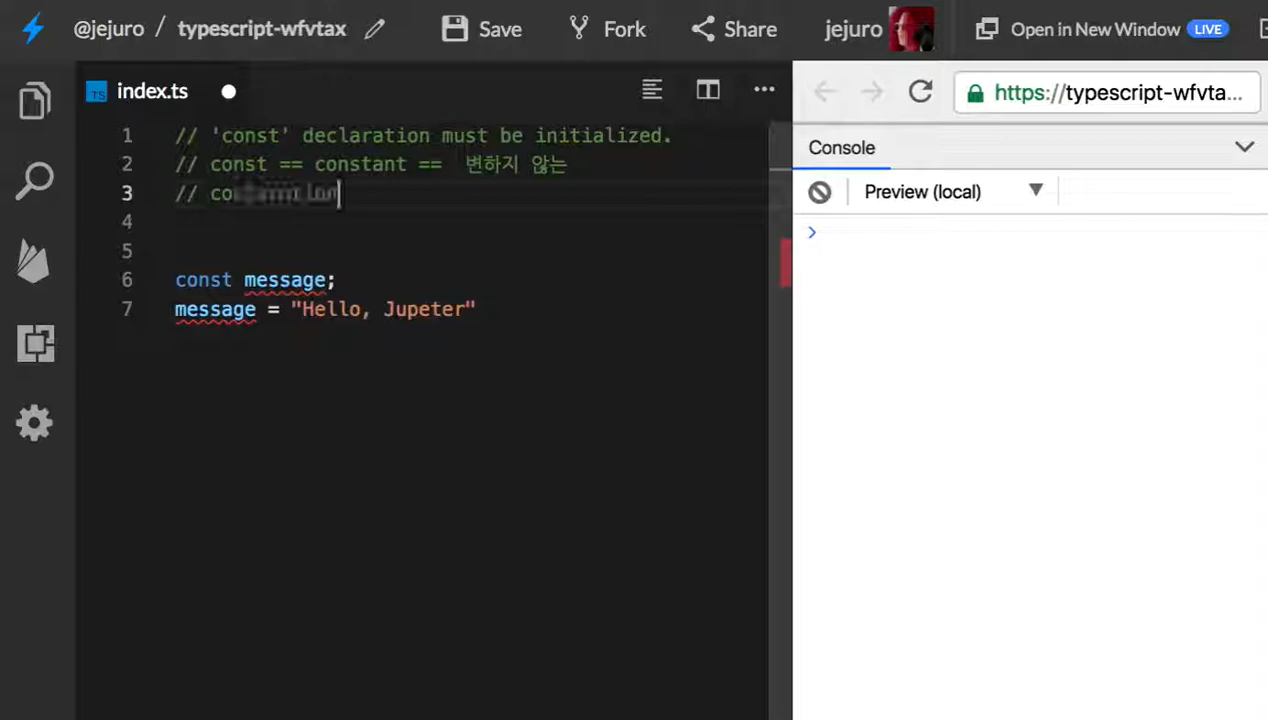 @jejuro / typescript-wfvtax
Save
Fork
Share
jejuro
Open in New Window LIVE
TS index.ts
https://typescript-wfvta...
Console
Preview (local)
1 // 'const' declaration must be initialized.
2 // const == constant == 변하지 않는
3 // co
4
5
6 const message;
7 message = "Hello, Jupeter"